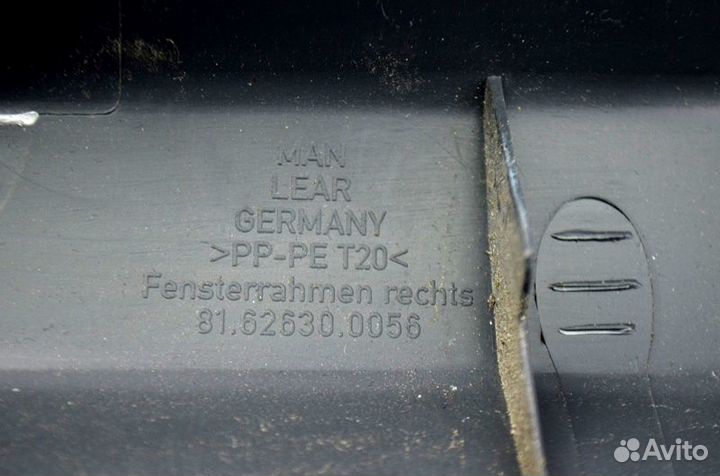 MAN
LEAR
GERMANY
>PP-PE T20<
Fensterrahmen rechts
81.62630.0056
Avito